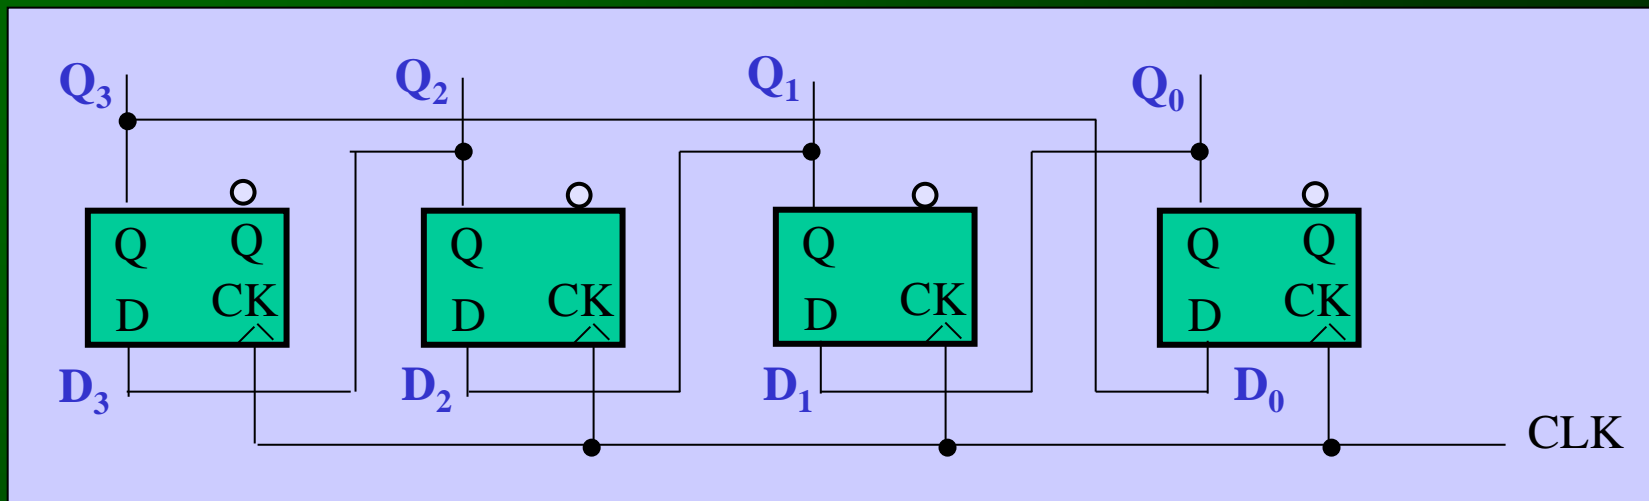 Q₃ Q₂ Q₁ Q₀
Q Q Q Q Q Q
D CK D CK D CK D CK
D₃ D₂ D₁ D₀
CLK